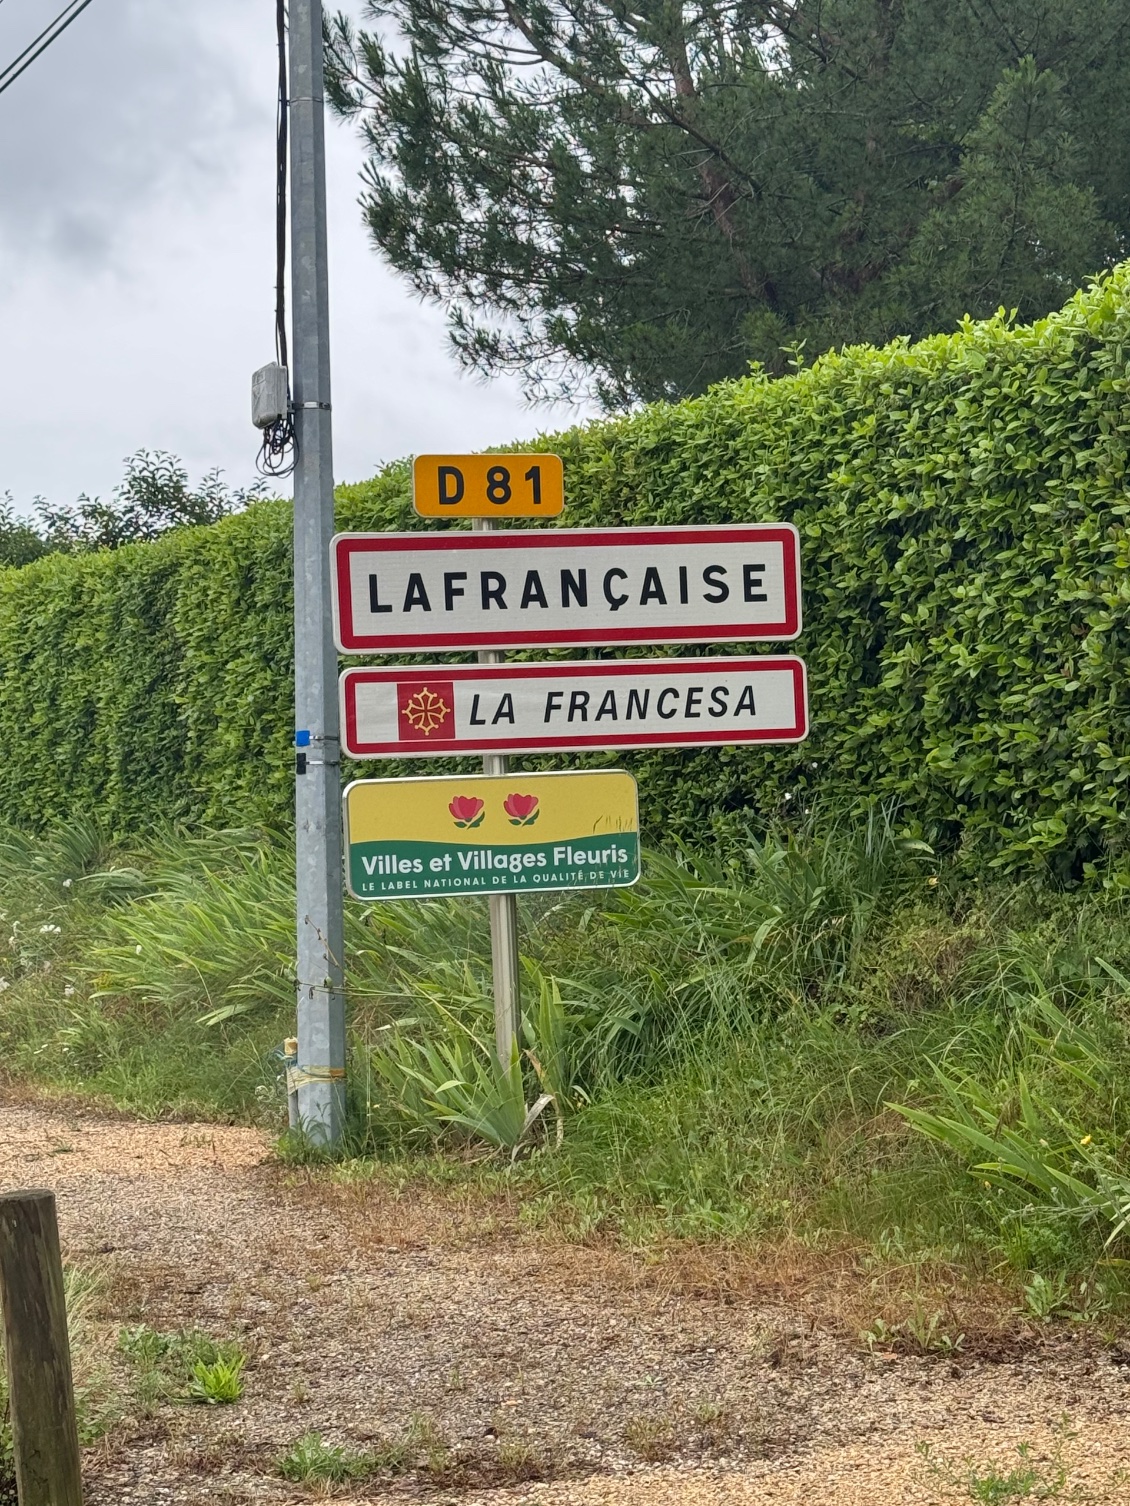 D 81
LAFRANÇAISE
LA FRANCESA
Villes et Villages Fleuris
LE LABEL NATIONAL DE LA QUALITÉ DE VIE